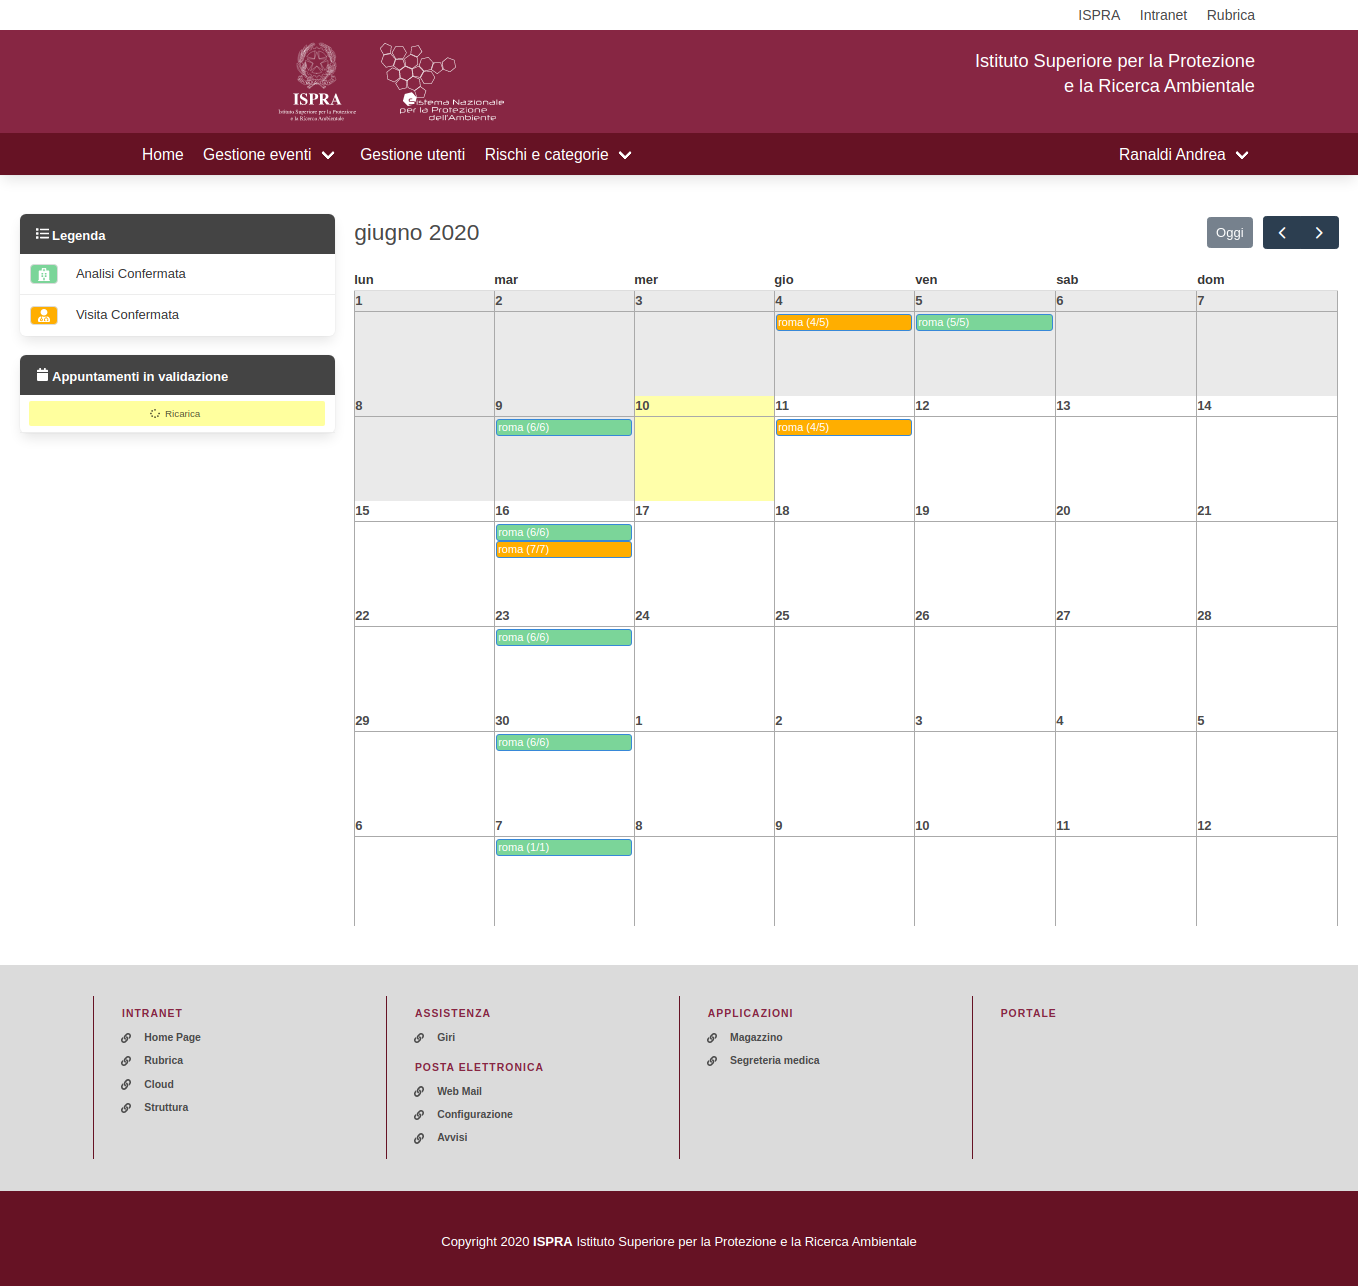 ISPRA Intranet Rubrica
ISPRA
Istituto Superiore per la Protezione
e la Ricerca Ambientale
Sistema Nazionale
per la Protezione
dell'Ambiente
Istituto Superiore per la Protezione
e la Ricerca Ambientale
Home Gestione eventi Gestione utenti Rischi e categorie Ranaldi Andrea
Legenda
Analisi Confermata
Visita Confermata
Appuntamenti in validazione
Ricarica
giugno 2020 Oggi
lun mar mer gio ven sab dom
1 2 3 4 5 6 7
roma (4/5) roma (5/5)
8 9 10 11 12 13 14
roma (6/6) roma (4/5)
15 16 17 18 19 20 21
roma (6/6)
roma (7/7)
22 23 24 25 26 27 28
roma (6/6)
29 30 1 2 3 4 5
roma (6/6)
6 7 8 9 10 11 12
roma (1/1)
INTRANET
Home Page
Rubrica
Cloud
Struttura
ASSISTENZA
Giri
POSTA ELETTRONICA
Web Mail
Configurazione
Avvisi
APPLICAZIONI
Magazzino
Segreteria medica
PORTALE
Copyright 2020 ISPRA Istituto Superiore per la Protezione e la Ricerca Ambientale